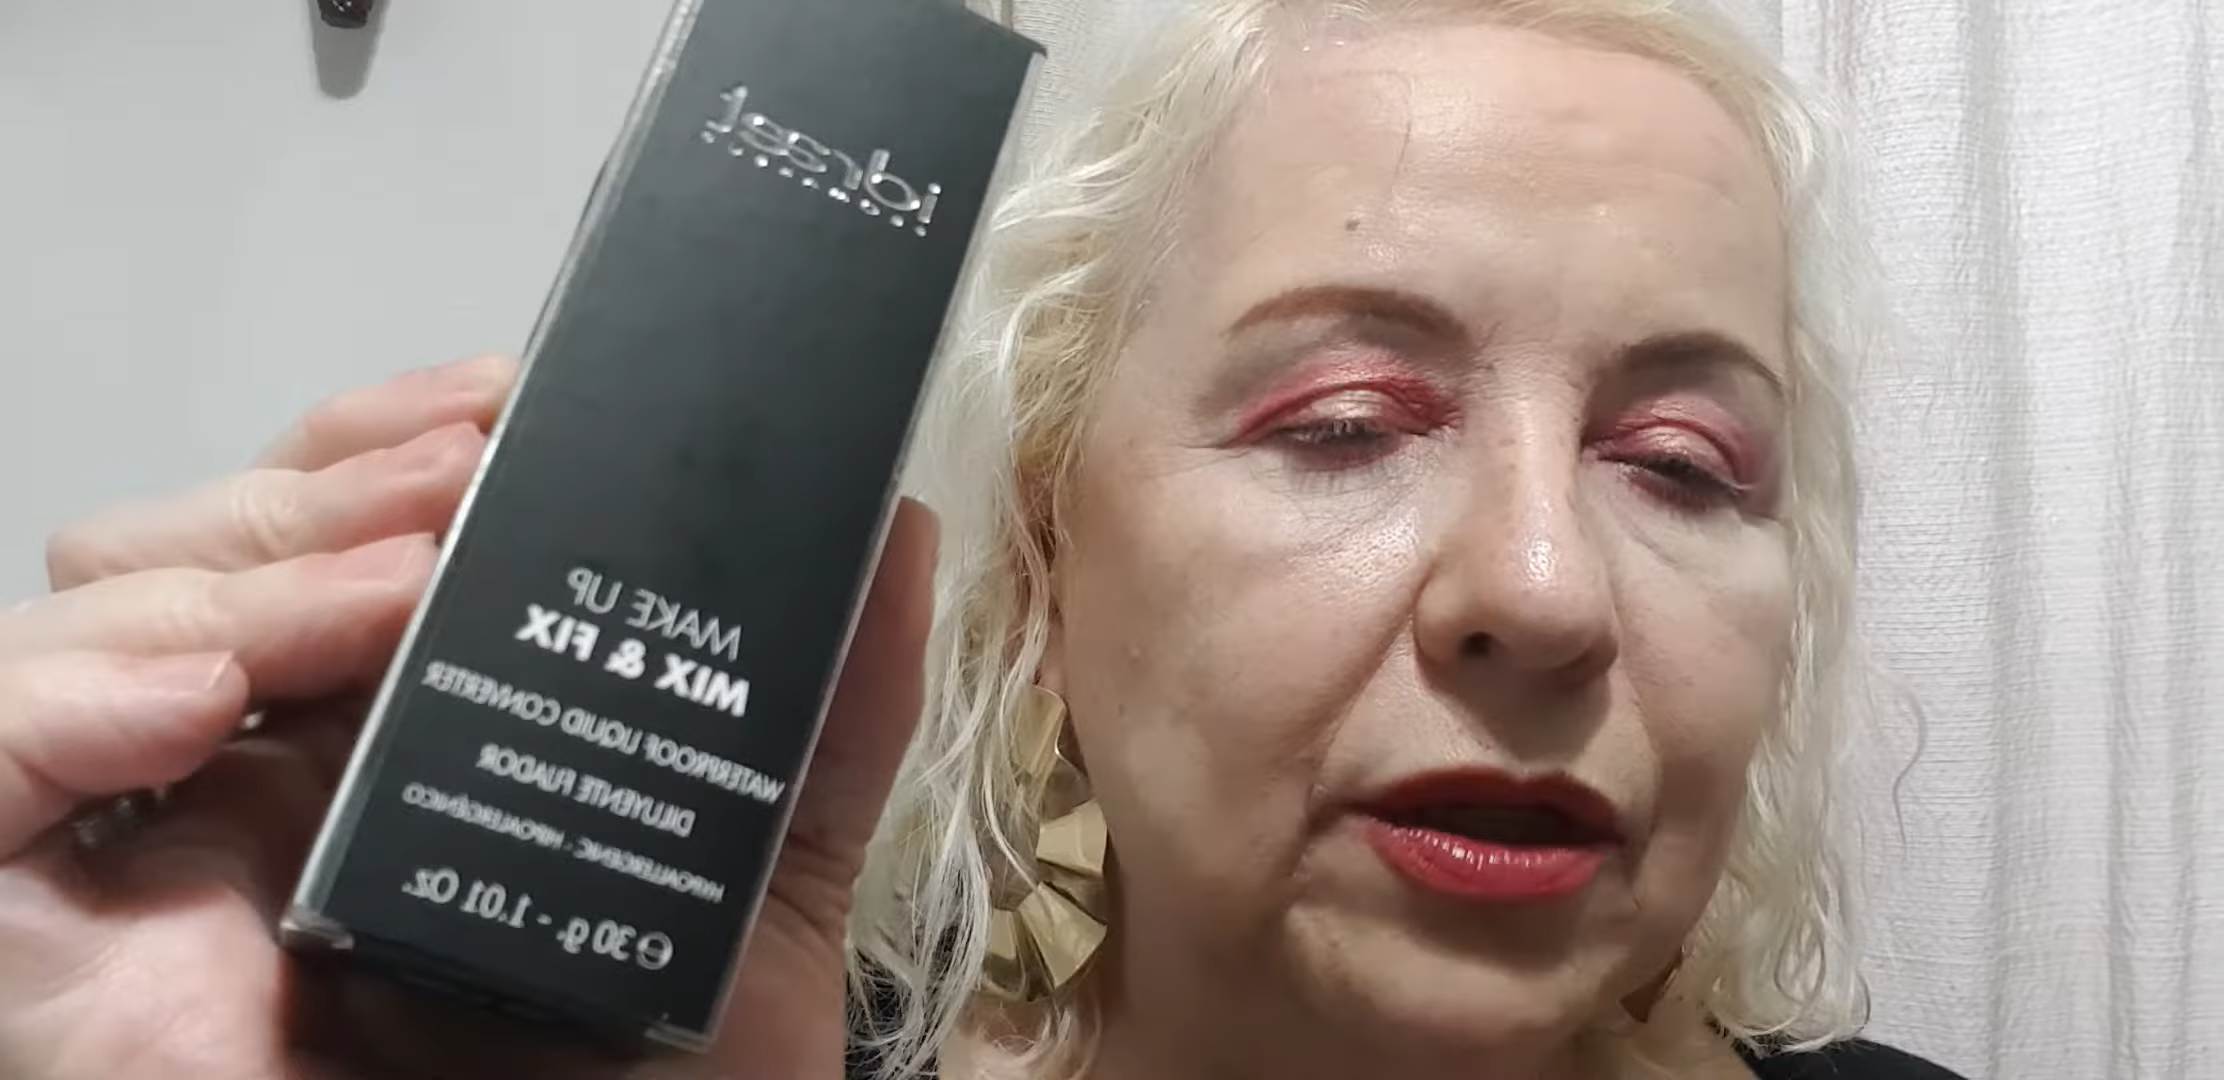 idraet
MAKE UP
MIX & FIX
WATERPROOF LIQUID CONVERTER
DILUYENTE FIJADOR
HIPOALLERGENIC - HIPOALERGÉNICO
℮ 30 g. - 1.01 Oz.